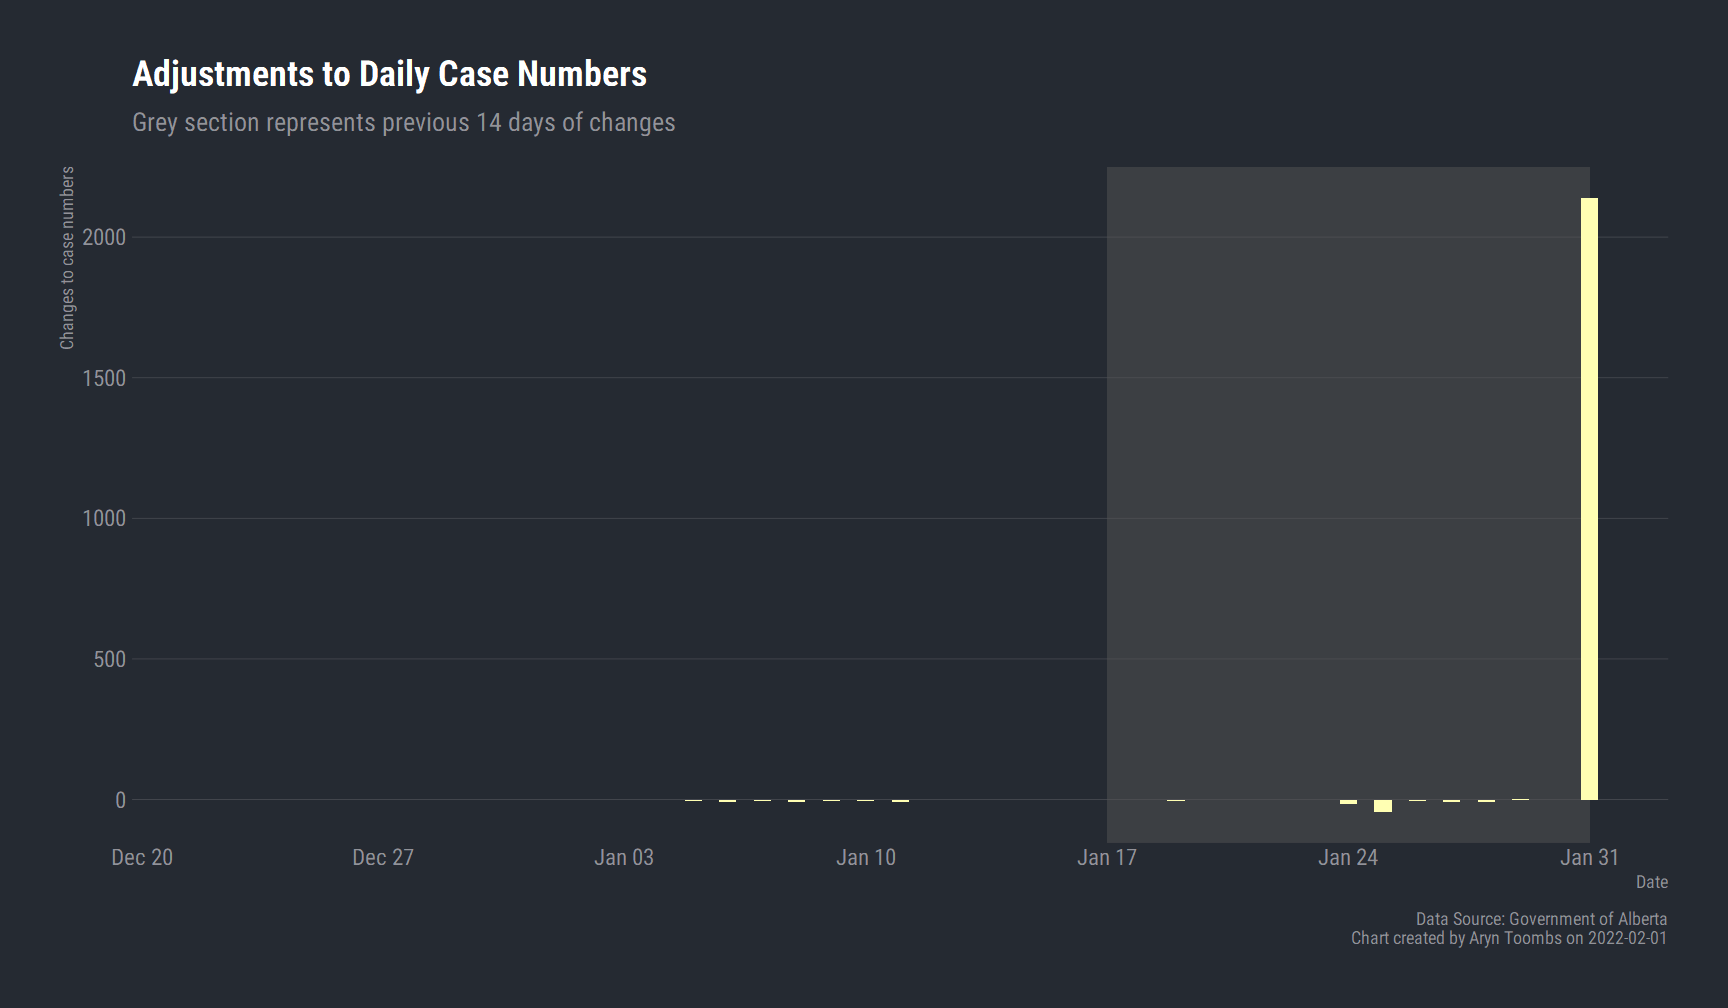 Adjustments to Daily Case Numbers
Grey section represents previous 14 days of changes
Changes to case numbers
2000
1500
1000
500
0
Dec 20
Dec 27
Jan 03
Jan 10
Jan 17
Jan 24
Jan 31
Date
Data Source: Government of Alberta
Chart created by Aryn Toombs on 2022-02-01